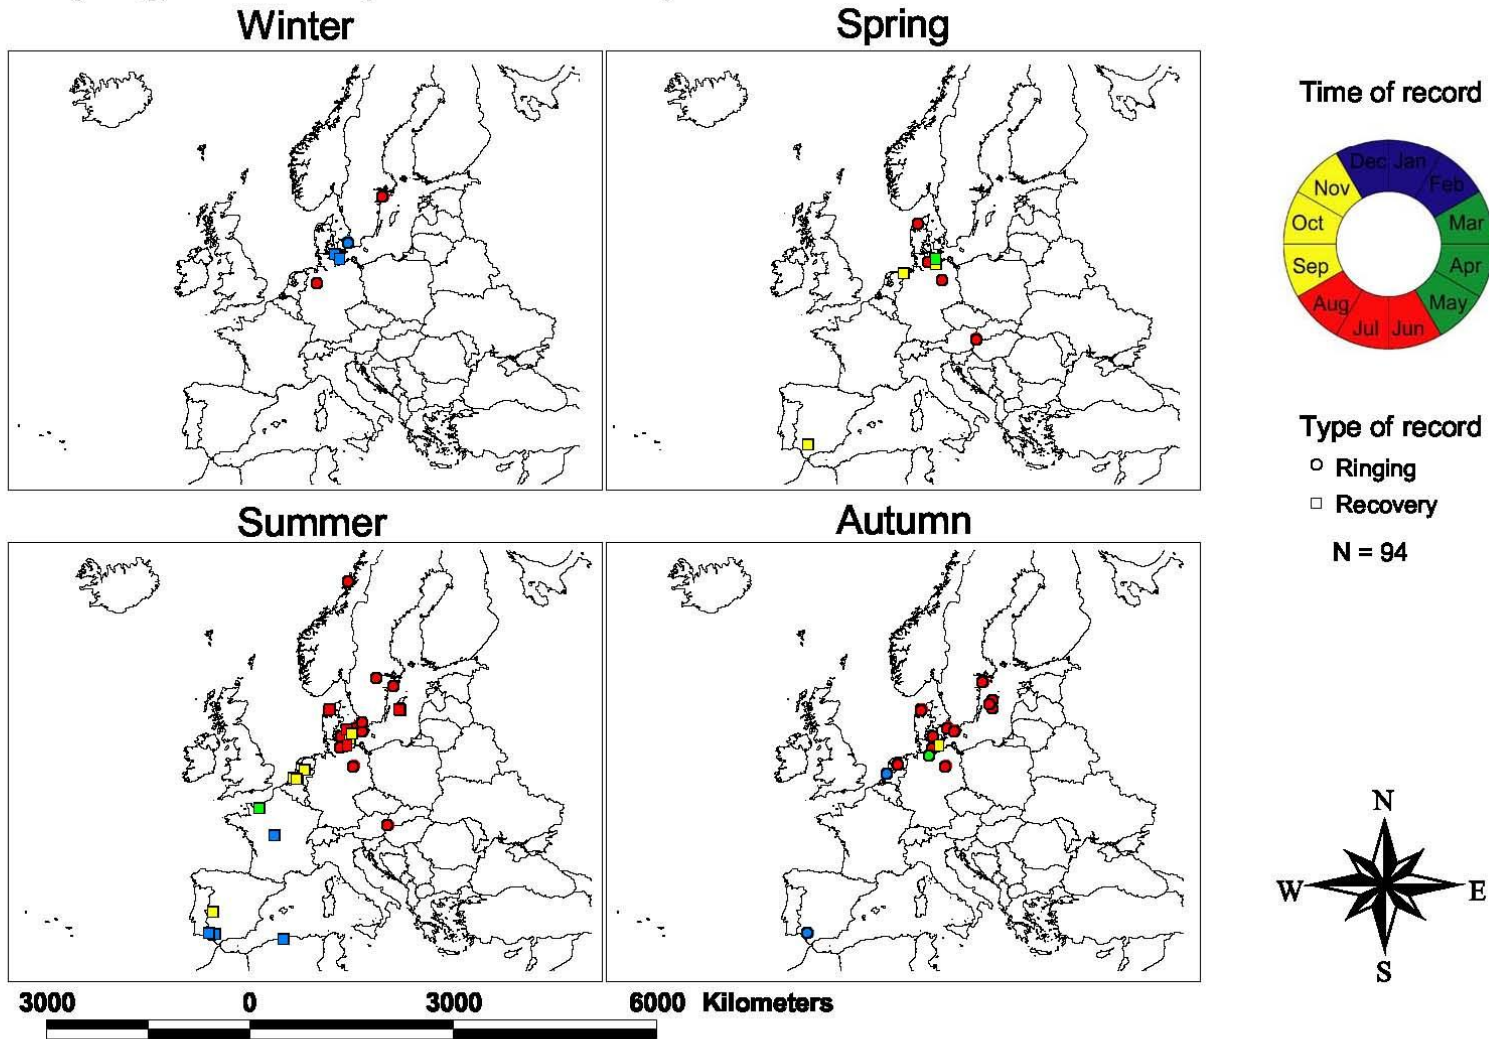 Winter
Spring
Time of record
Dec Jan Feb Mar Apr May Jun Jul Aug Sep Oct Nov
Type of record
Ringing
Recovery
N = 94
Summer
Autumn
N
W E
S
3000 0 3000 6000 Kilometers